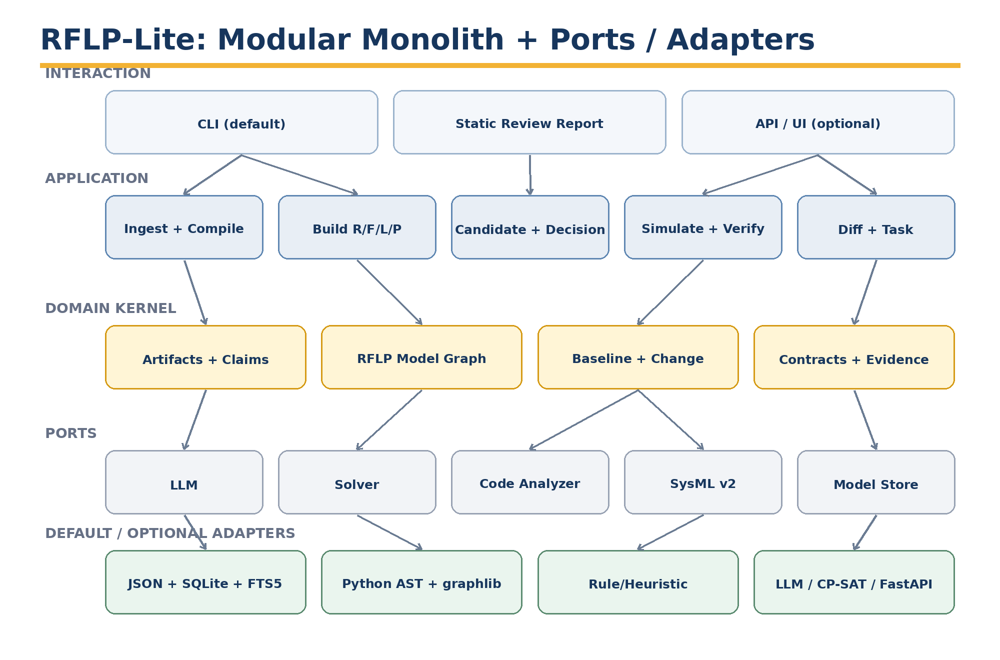 RFLP-Lite: Modular Monolith + Ports / Adapters
INTERACTION
CLI (default)
Static Review Report
API / UI (optional)
APPLICATION
Ingest + Compile
Build R/F/L/P
Candidate + Decision
Simulate + Verify
Diff + Task
DOMAIN KERNEL
Artifacts + Claims
RFLP Model Graph
Baseline + Change
Contracts + Evidence
PORTS
LLM
Solver
Code Analyzer
SysML v2
Model Store
DEFAULT / OPTIONAL ADAPTERS
JSON + SQLite + FTS5
Python AST + graphlib
Rule/Heuristic
LLM / CP-SAT / FastAPI